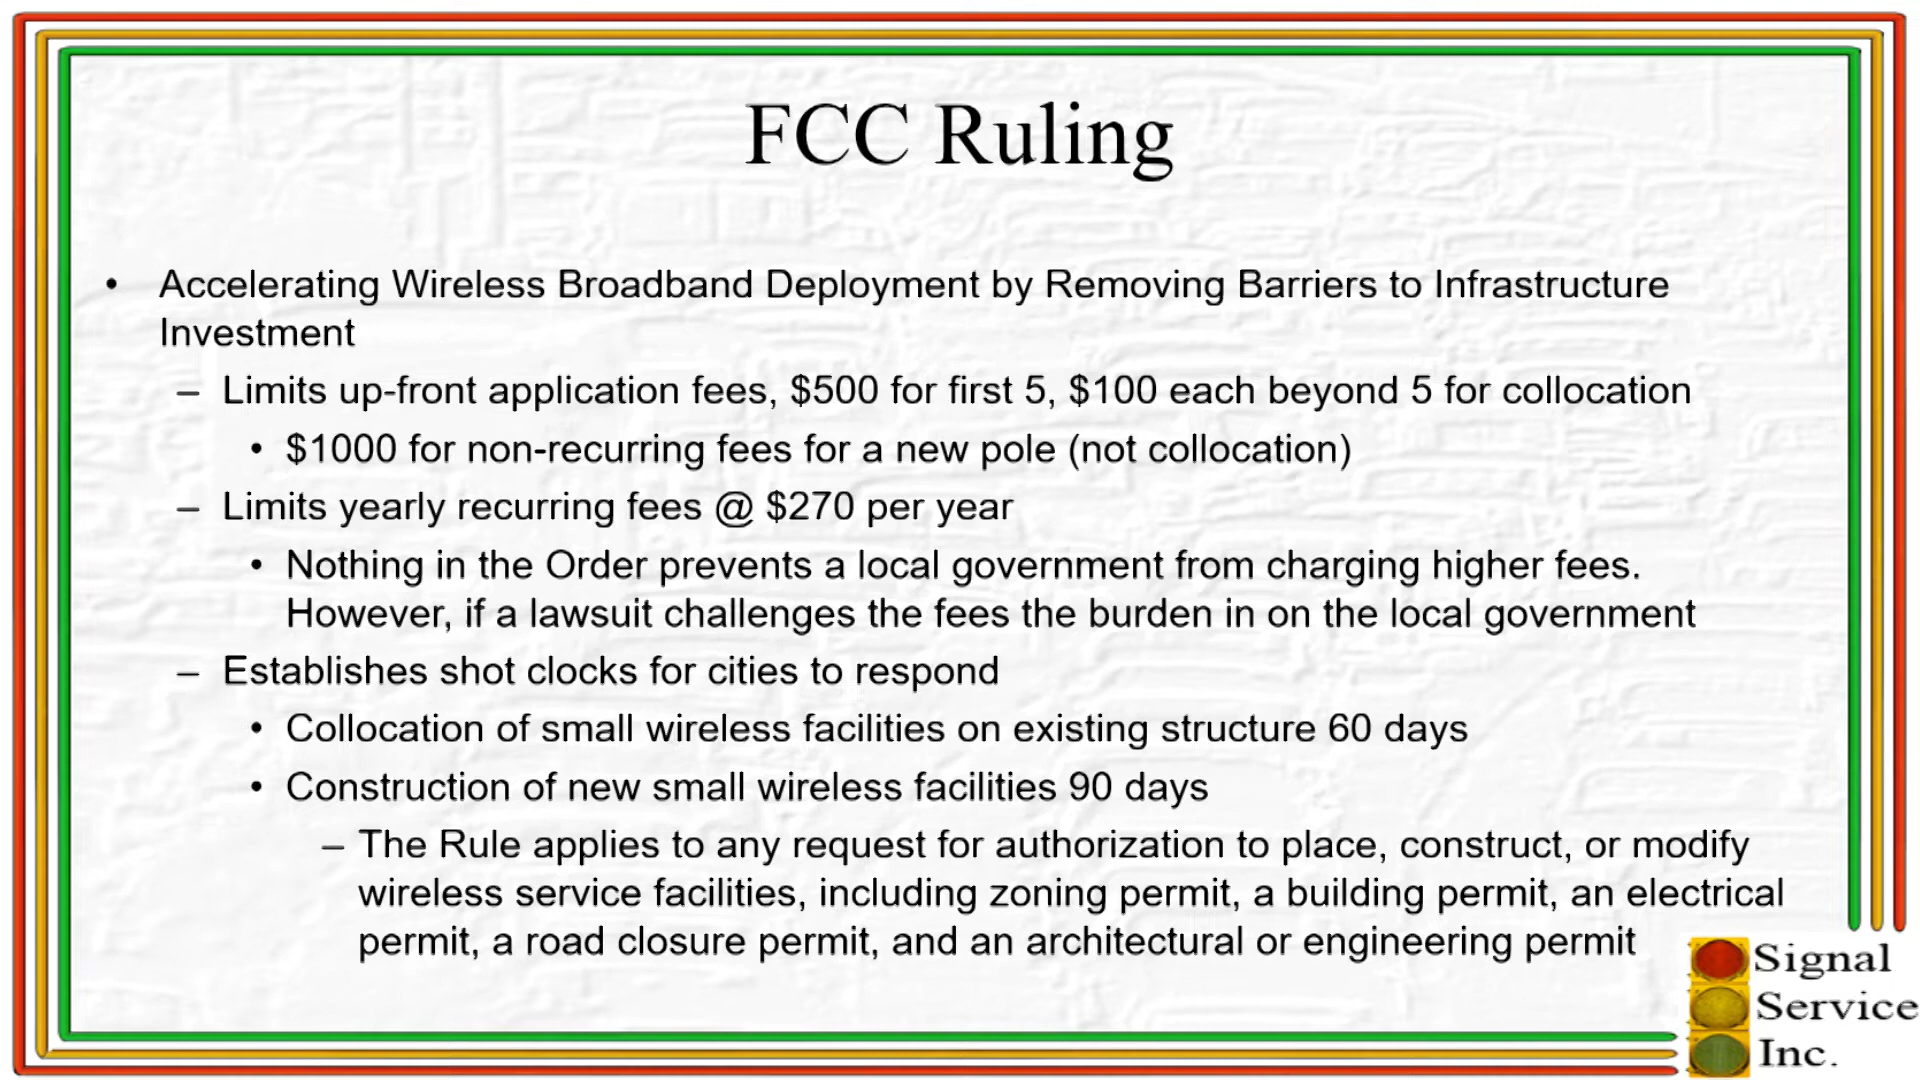 FCC Ruling
• Accelerating Wireless Broadband Deployment by Removing Barriers to Infrastructure
Investment
– Limits up-front application fees, $500 for first 5, $100 each beyond 5 for collocation
• $1000 for non-recurring fees for a new pole (not collocation)
– Limits yearly recurring fees @ $270 per year
• Nothing in the Order prevents a local government from charging higher fees.
However, if a lawsuit challenges the fees the burden in on the local government
– Establishes shot clocks for cities to respond
• Collocation of small wireless facilities on existing structure 60 days
• Construction of new small wireless facilities 90 days
– The Rule applies to any request for authorization to place, construct, or modify
wireless service facilities, including zoning permit, a building permit, an electrical
permit, a road closure permit, and an architectural or engineering permit
Signal
Service
Inc.